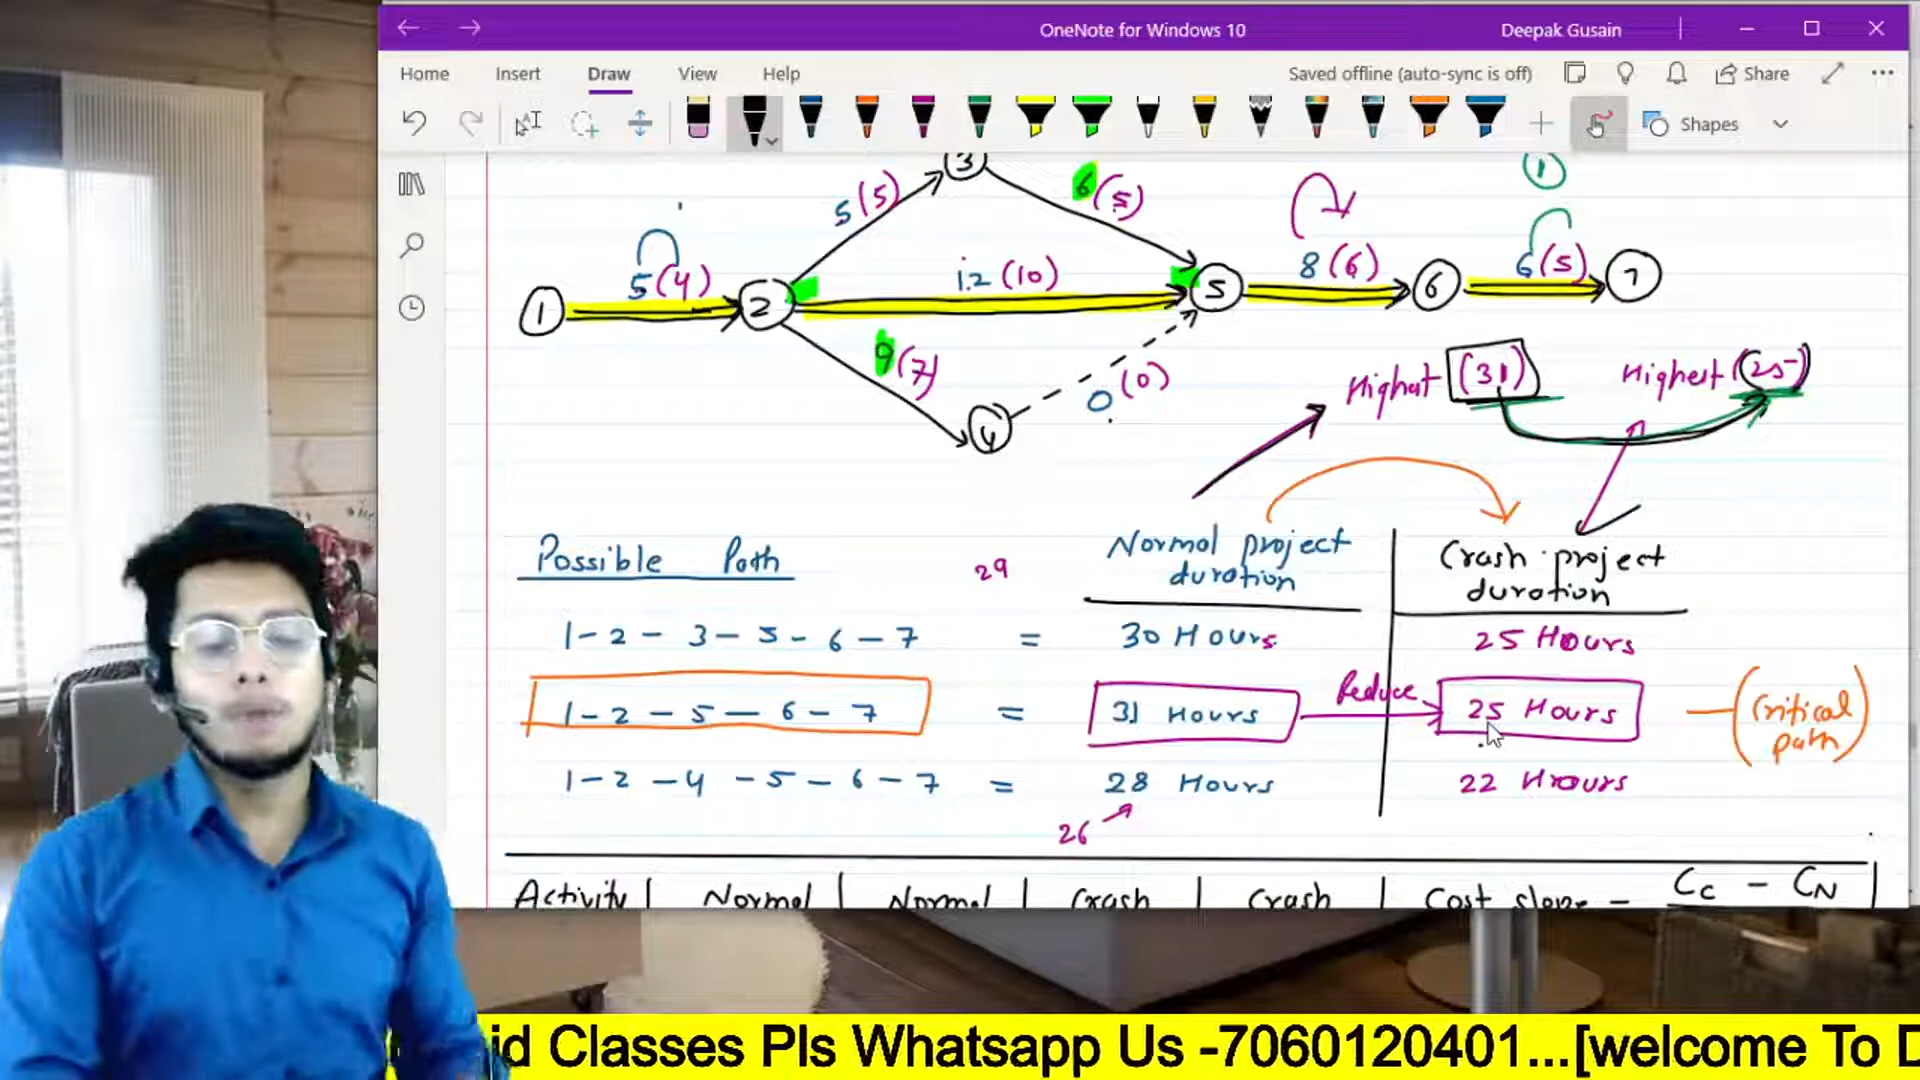 OneNote for Windows 10
Deepak Gusain
Home Insert Draw View Help
Saved offline (auto-sync is off)
Share
Shapes
3
1
5 (5)
6 (5)
5 (4)
12 (10)
8 (6)
6 (5)
1
2
5
6
7
9 (7)
4
0 (0)
Highest (31)
Highest (25)
Possible Path
29
Normal project
duration
Crash project
duration
1 - 2 - 3 - 5 - 6 - 7 = 30 Hours 25 Hours
1 - 2 - 5 - 6 - 7 = 31 Hours Reduce 25 Hours (Critical
path)
1 - 2 - 4 - 5 - 6 - 7 = 28 Hours 22 Hours
26
Activity Normal Normal Crash Crash Cost slope = Cc - CN
id Classes Pls Whatsapp Us -7060120401...[welcome To D